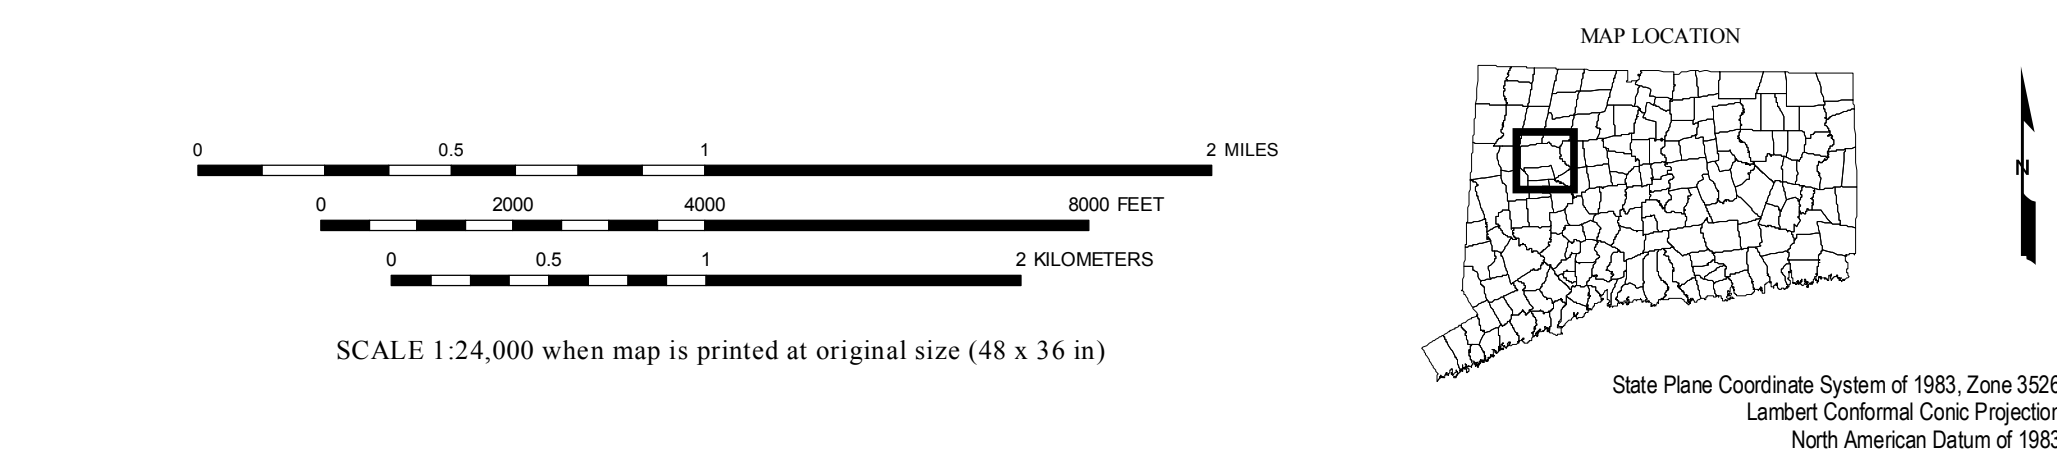 MAP LOCATION
0 0.5 1 2 MILES
0 2000 4000 8000 FEET
0 0.5 1 2 KILOMETERS
SCALE 1:24,000 when map is printed at original size (48 x 36 in)
N
State Plane Coordinate System of 1983, Zone 3526
Lambert Conformal Conic Projection
North American Datum of 1983